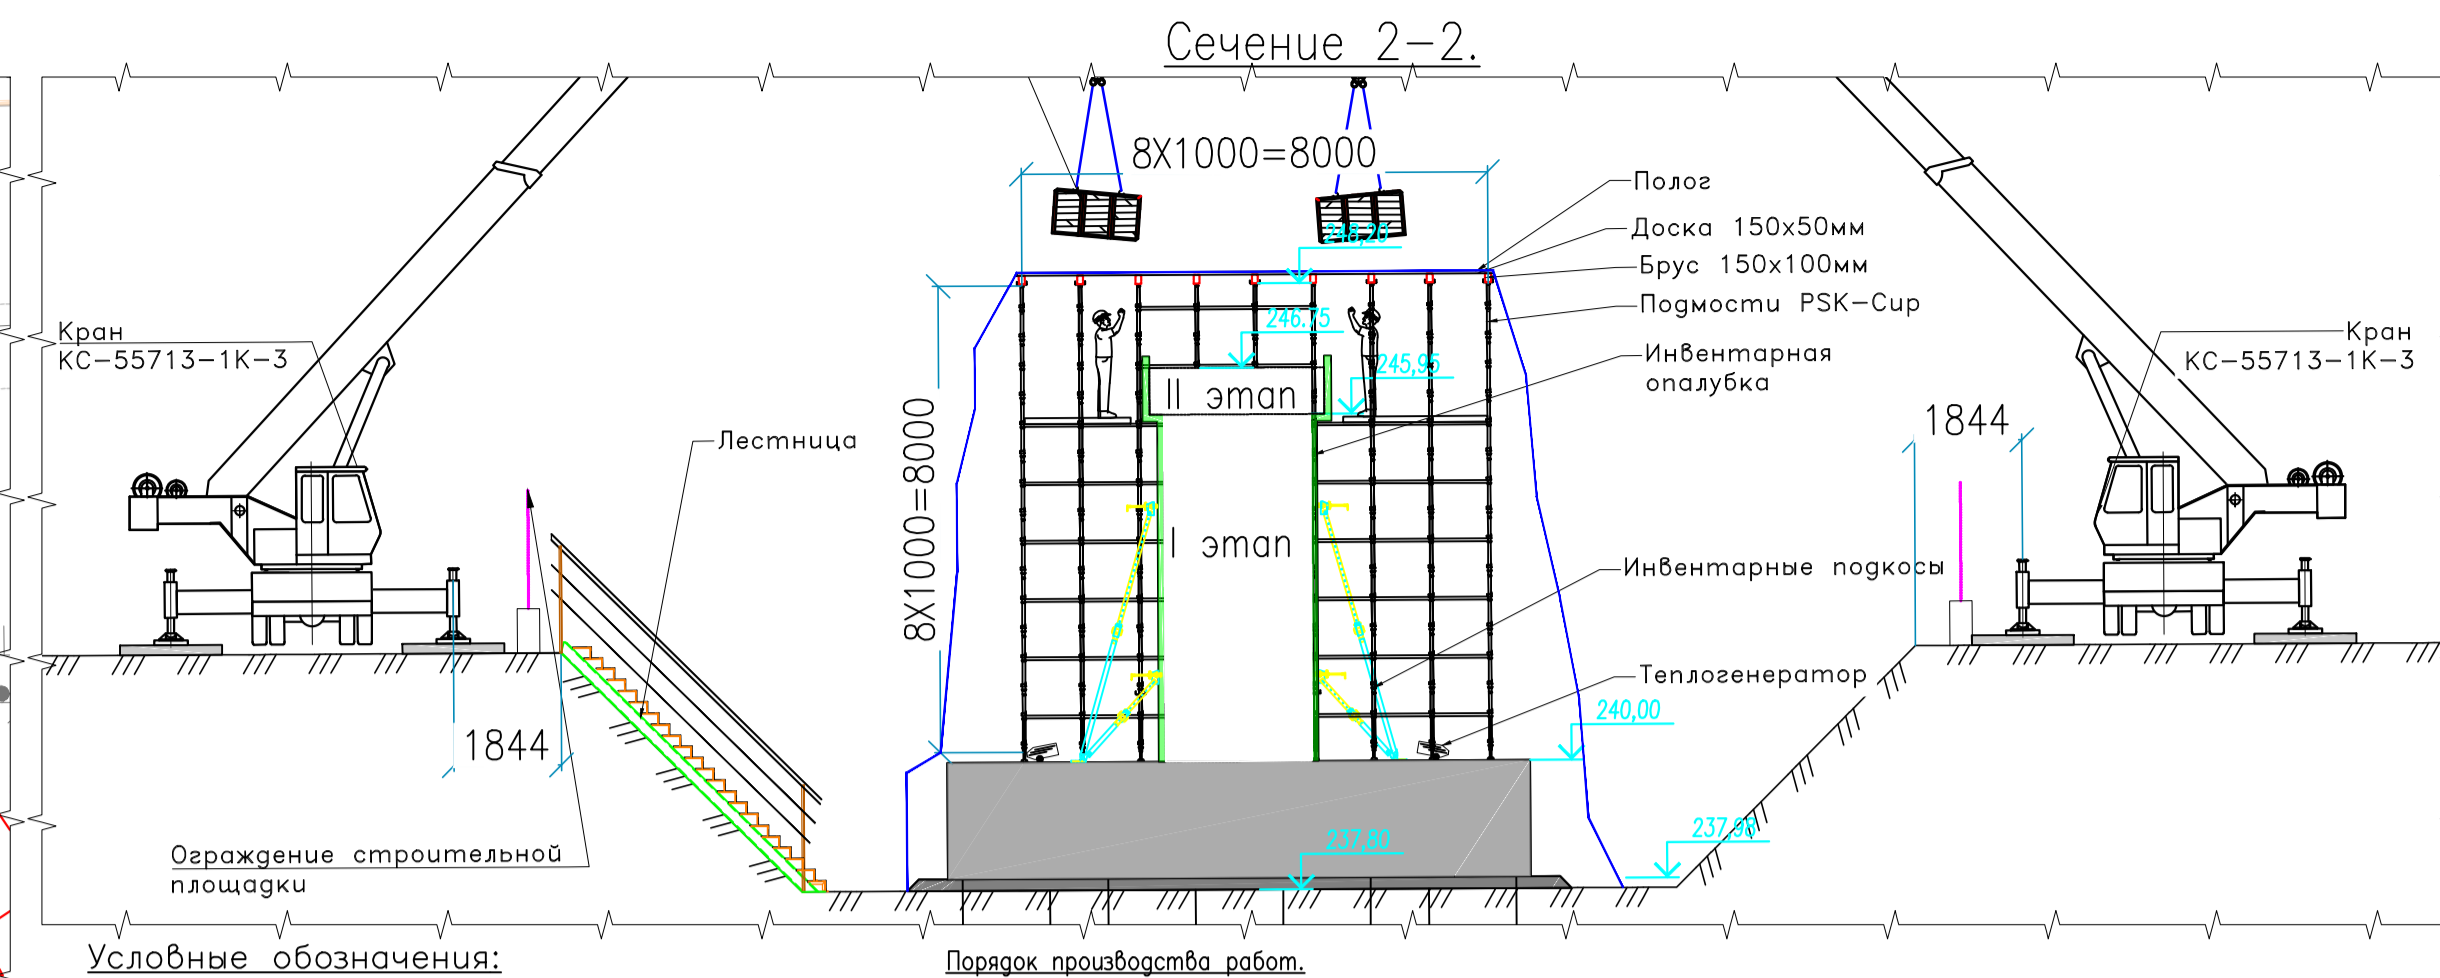 Сечение 2-2.
8X1000=8000
Полог
Доска 150x50мм
248,20
Брус 150x100мм
Подмости PSK-Cup
246.75
Кран
КС-55713-1К-3
Инвентарная
опалубка
245,95
Кран
КС-55713-1К-3
II этап
1844
Лестница
8X1000=8000
I этап
Инвентарные подкосы
Теплогенератор
240,00
1844
237,98
237,80
Ограждение строительной
площадки
Условные обозначения:
Порядок производства работ.